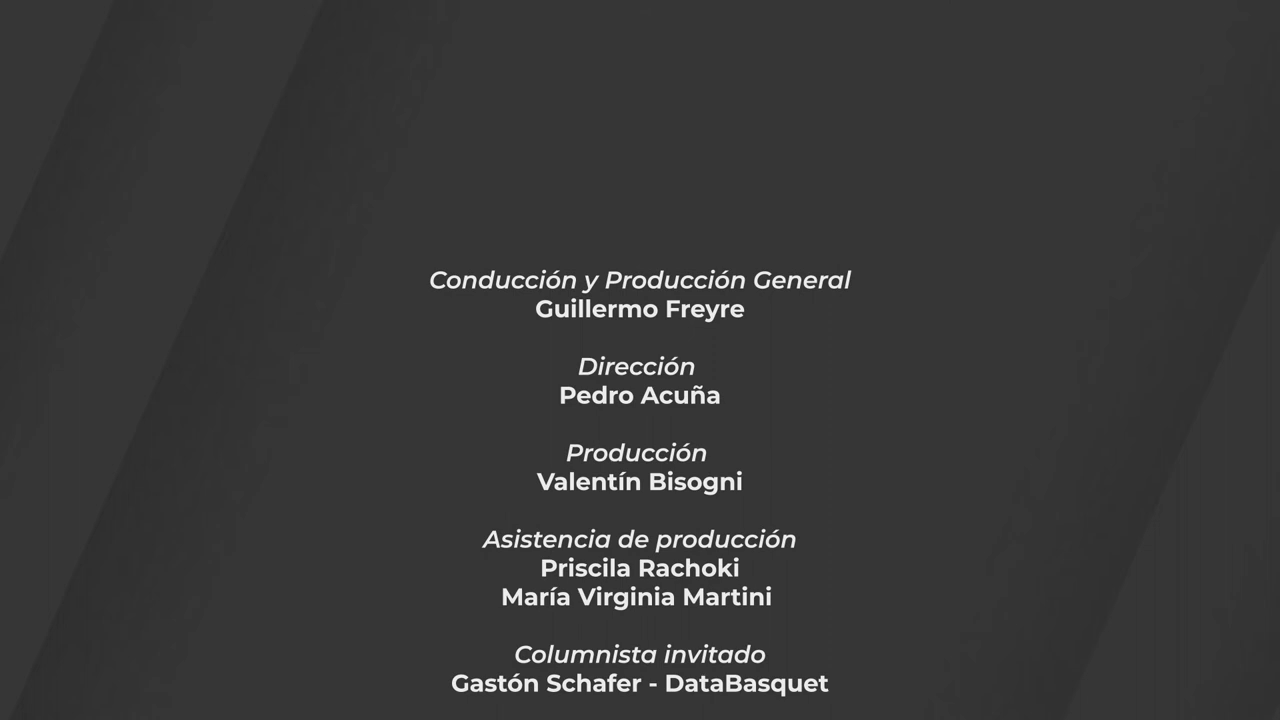 Conducción y Producción General
Guillermo Freyre
Dirección
Pedro Acuña
Producción
Valentín Bisogni
Asistencia de producción
Priscila Rachoki
María Virginia Martini
Columnista invitado
Gastón Schafer - DataBasquet